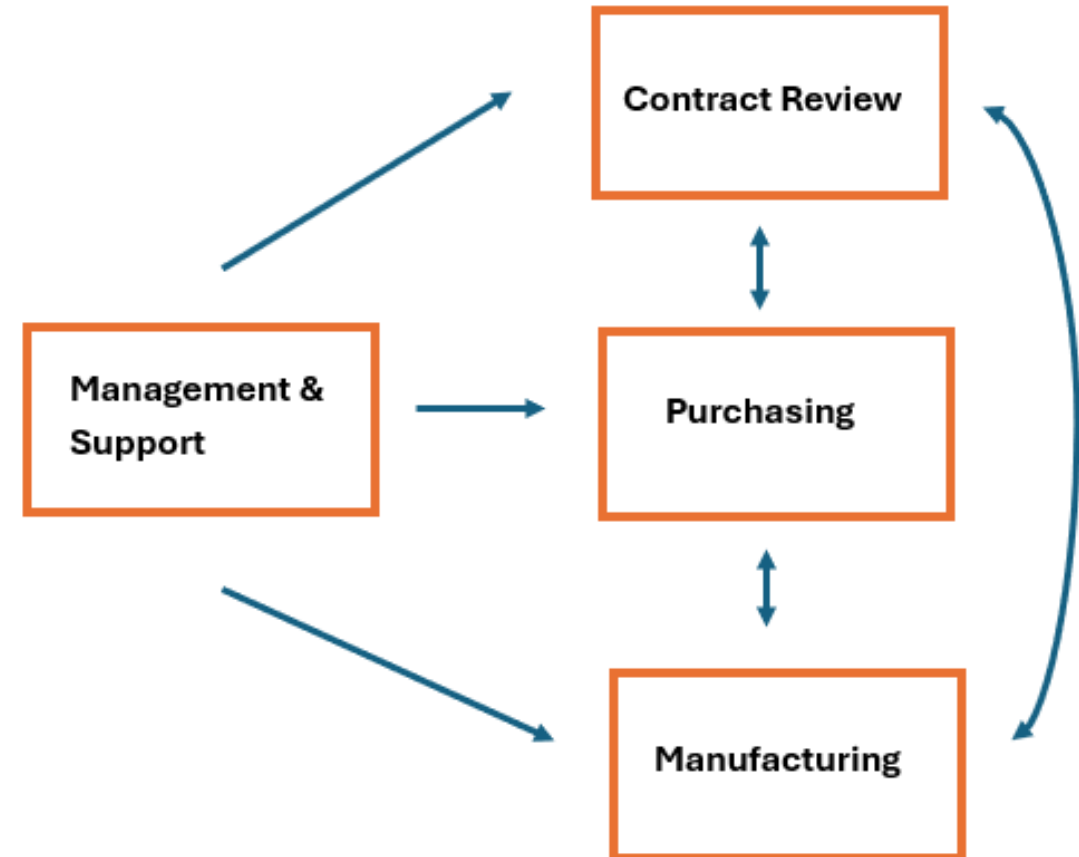 Contract Review
Management &
Support
Purchasing
Manufacturing